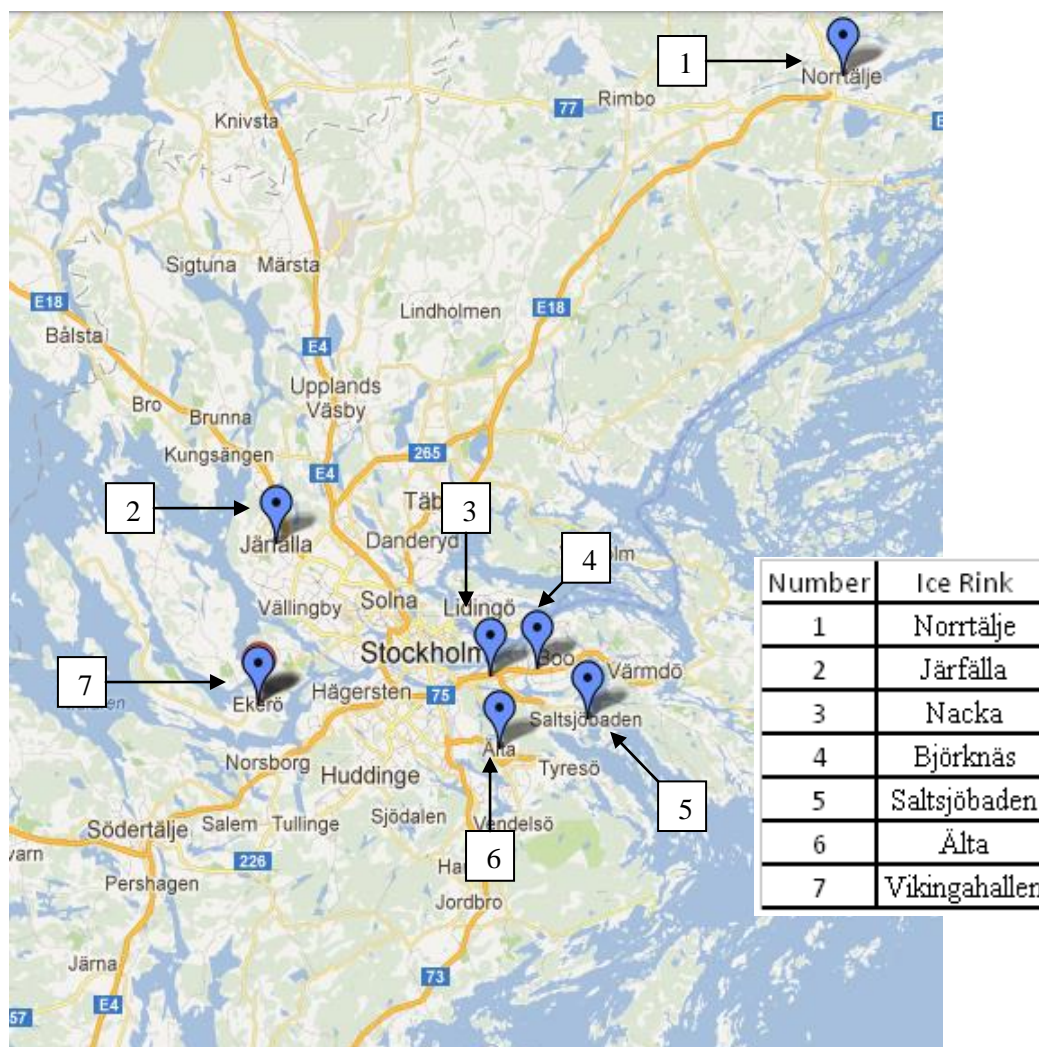 1
Norrtälje
Rimbo
77
E
Knivsta
Sigtuna Märsta
E18
Lindholmen
E18
Bålsta
E4
Upplands
Väsby
Bro
Brunna
Kungsängen
265
E4
2
3
Järfälla
Danderyd
4
Vällingby
Solna
Lidingö
Stockholm
Boo
Värmdö
7
Ekerö
Hägersten
75
Saltsjöbaden
Älta
Norsborg
Huddinge
Tyresö
5
Södertälje
Salem
Tullinge
Sjödalen
Vendelsö
6
226
Pershagen
Jordbro
Järna
73
E4
57
Number Ice Rink
1 Norrtälje
2 Järfälla
3 Nacka
4 Björknäs
5 Saltsjöbaden
6 Älta
7 Vikingahallen